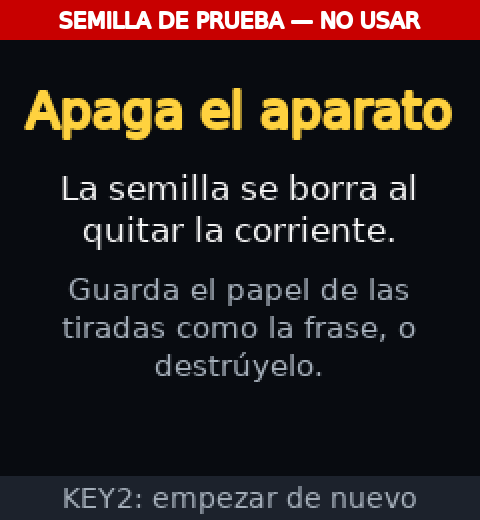 SEMILLA DE PRUEBA — NO USAR
Apaga el aparato
La semilla se borra al
quitar la corriente.
Guarda el papel de las
tiradas como la frase, o
destrúyelo.
KEY2: empezar de nuevo